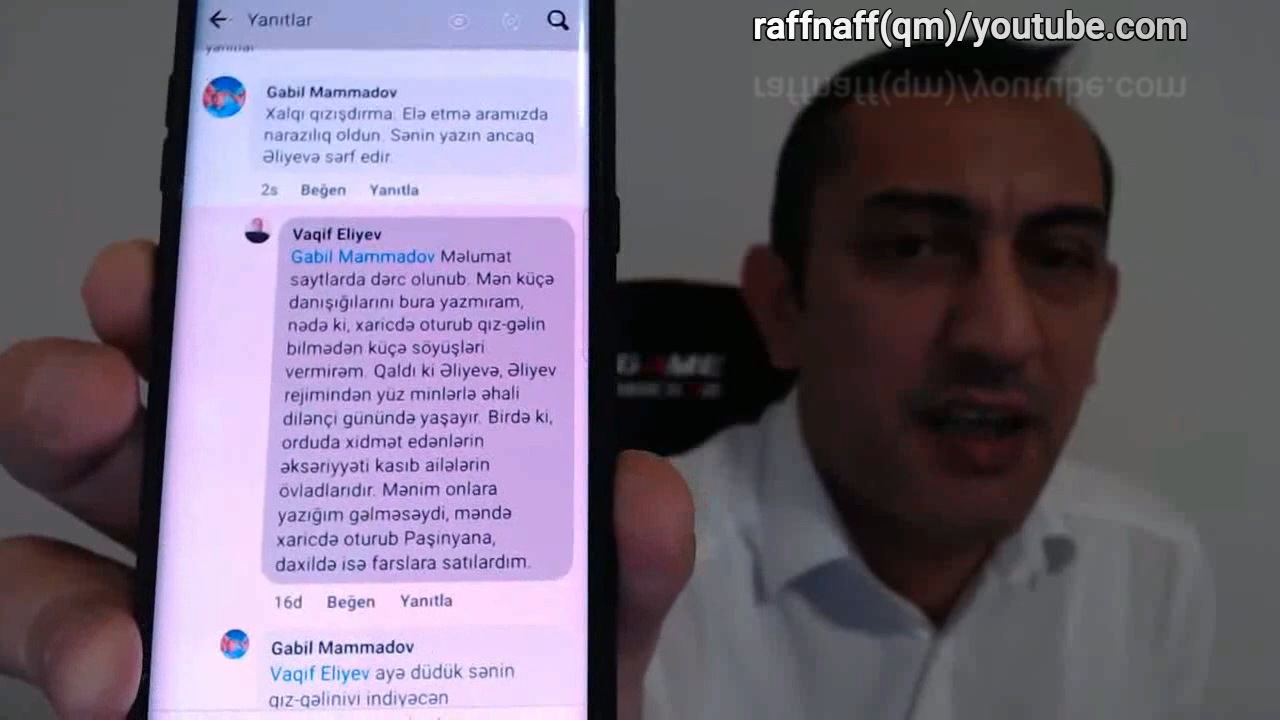 raffnaff(qm)/youtube.com
Yanıtlar
Gabil Mammadov
Xalqı qızışdırma. Elə etmə aramızda
narazılıq oldun. Sənin yazın ancaq
Əliyevə sərf edir.
2s Beğen Yanıtla
Vaqif Eliyev
Gabil Mammadov Məlumat
saytlarda dərc olunub. Mən küçə
danışığılarını bura yazmıram,
nədə ki, xaricdə oturub qız-gəlin
bilmədən küçə söyüşləri
vermirəm. Qaldı ki Əliyevə, Əliyev
rejimindən yüz minlərlə əhali
dilənçi günündə yaşayır. Birdə ki,
orduda xidmət edənlərin
əksəriyyəti kasıb ailələrin
övladlarıdır. Mənim onlara
yazığım gəlməsəydi, məndə
xaricdə oturub Paşinyana,
daxildə isə farslara satılardım.
16d Beğen Yanıtla
Gabil Mammadov
Vaqif Eliyev ayə düdük sənin
qız-gəlinivi indiyəcən
GAME